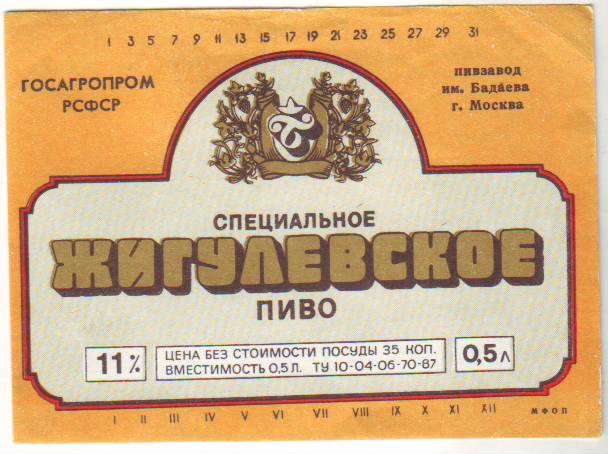 1 3 5 7 9 11 13 15 17 19 21 23 25 27 29 31
ГОСАГРОПРОМ
РСФСР
пивзавод
им. Бадаева
г. Москва
СПЕЦИАЛЬНОЕ
ЖИГУЛЕВСКОЕ
ПИВО
11%
ЦЕНА БЕЗ СТОИМОСТИ ПОСУДЫ 35 КОП.
ВМЕСТИМОСТЬ 0,5 Л. ТУ 10-04-06-70-87
0,5 л
I II III IV V VI VII VIII IX X XI XII
МФОП